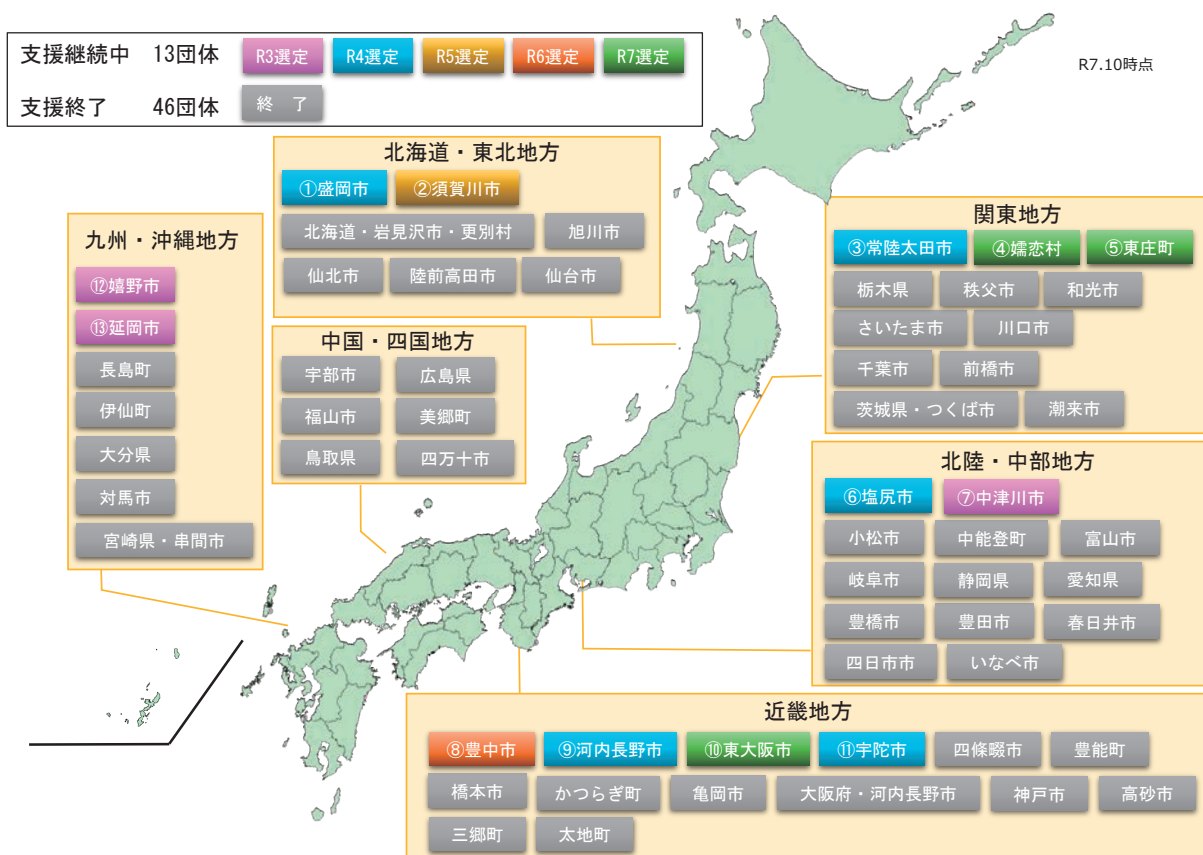 支援継続中 13団体 R3選定 R4選定 R5選定 R6選定 R7選定
支援終了 46団体 終 了
R7.10時点
北海道・東北地方
①盛岡市 ②須賀川市
北海道・岩見沢市・更別村 旭川市
仙北市 陸前高田市 仙台市
九州・沖縄地方
⑫嬉野市
⑬延岡市
長島町
伊仙町
大分県
対馬市
宮崎県・串間市
中国・四国地方
宇部市 広島県
福山市 美郷町
鳥取県 四万十市
関東地方
③常陸太田市 ④嬬恋村 ⑤東庄町
栃木県 秩父市 和光市
さいたま市 川口市
千葉市 前橋市
茨城県・つくば市 潮来市
北陸・中部地方
⑥塩尻市 ⑦中津川市
小松市 中能登町 富山市
岐阜市 静岡県 愛知県
豊橋市 豊田市 春日井市
四日市市 いなべ市
近畿地方
⑧豊中市 ⑨河内長野市 ⑩東大阪市 ⑪宇陀市 四條畷市 豊能町
橋本市 かつらぎ町 亀岡市 大阪府・河内長野市 神戸市 高砂市
三郷町 太地町